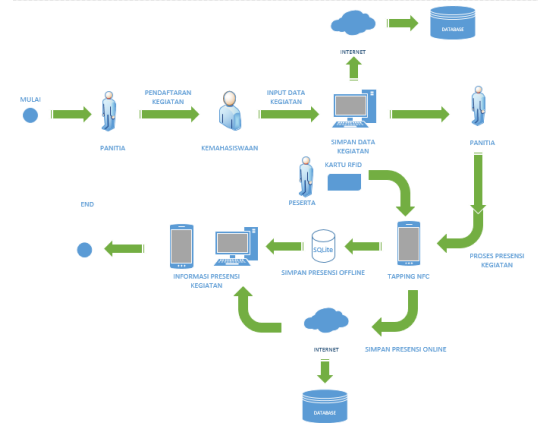 INTERNET
DATABASE
MULAI
PENDAFTARAN
KEGIATAN
INPUT DATA
KEGIATAN
PANITIA
KEMAHASISWAAN
SIMPAN DATA
KEGIATAN
PANITIA
KARTU RFID
PESERTA
END
SQLite
PROSES PRESENSI
KEGIATAN
INFORMASI PRESENSI
KEGIATAN
SIMPAN PRESENSI OFFLINE
TAPPING NFC
INTERNET
SIMPAN PRESENSI ONLINE
DATABASE